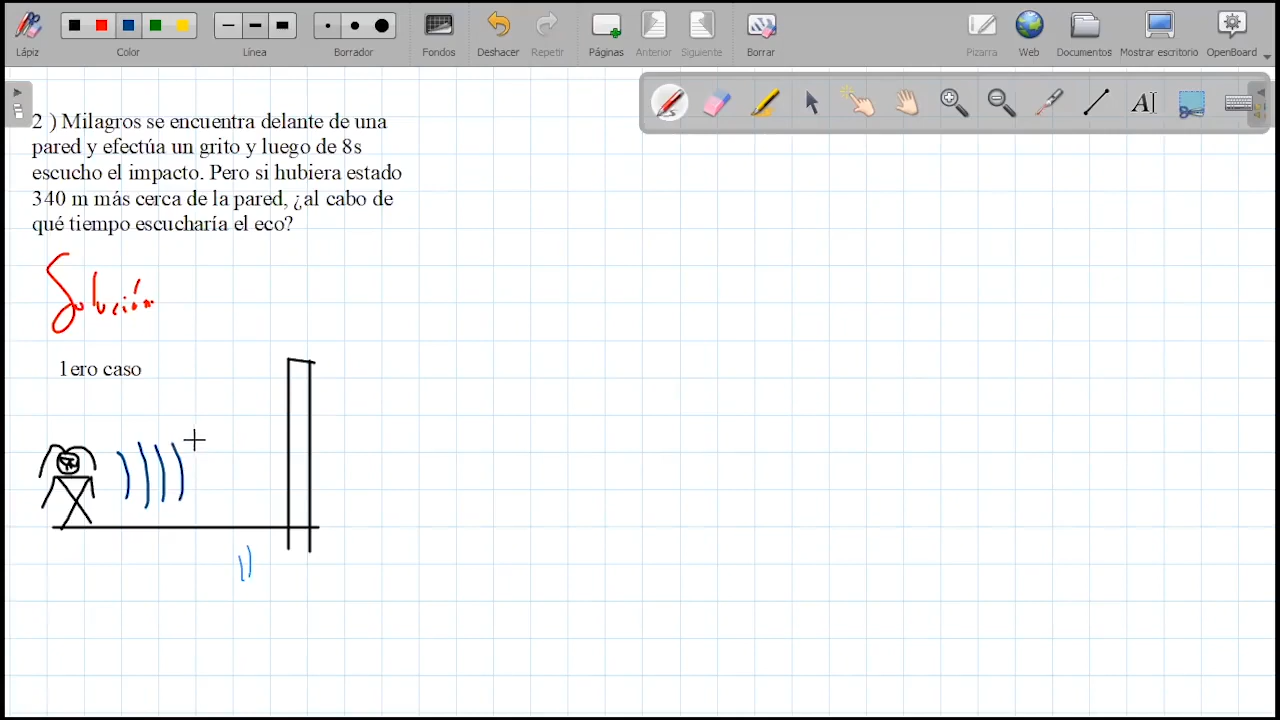 Lápiz
Color
Línea
Borrador
Fondos
Deshacer
Repetir
Páginas
Anterior
Siguiente
Borrar
Pizarra
Web
Documentos
Mostrar escritorio
OpenBoard
2 ) Milagros se encuentra delante de una
pared y efectúa un grito y luego de 8s
escucho el impacto. Pero si hubiera estado
340 m más cerca de la pared, ¿al cabo de
qué tiempo escucharía el eco?
Solución
1ero caso